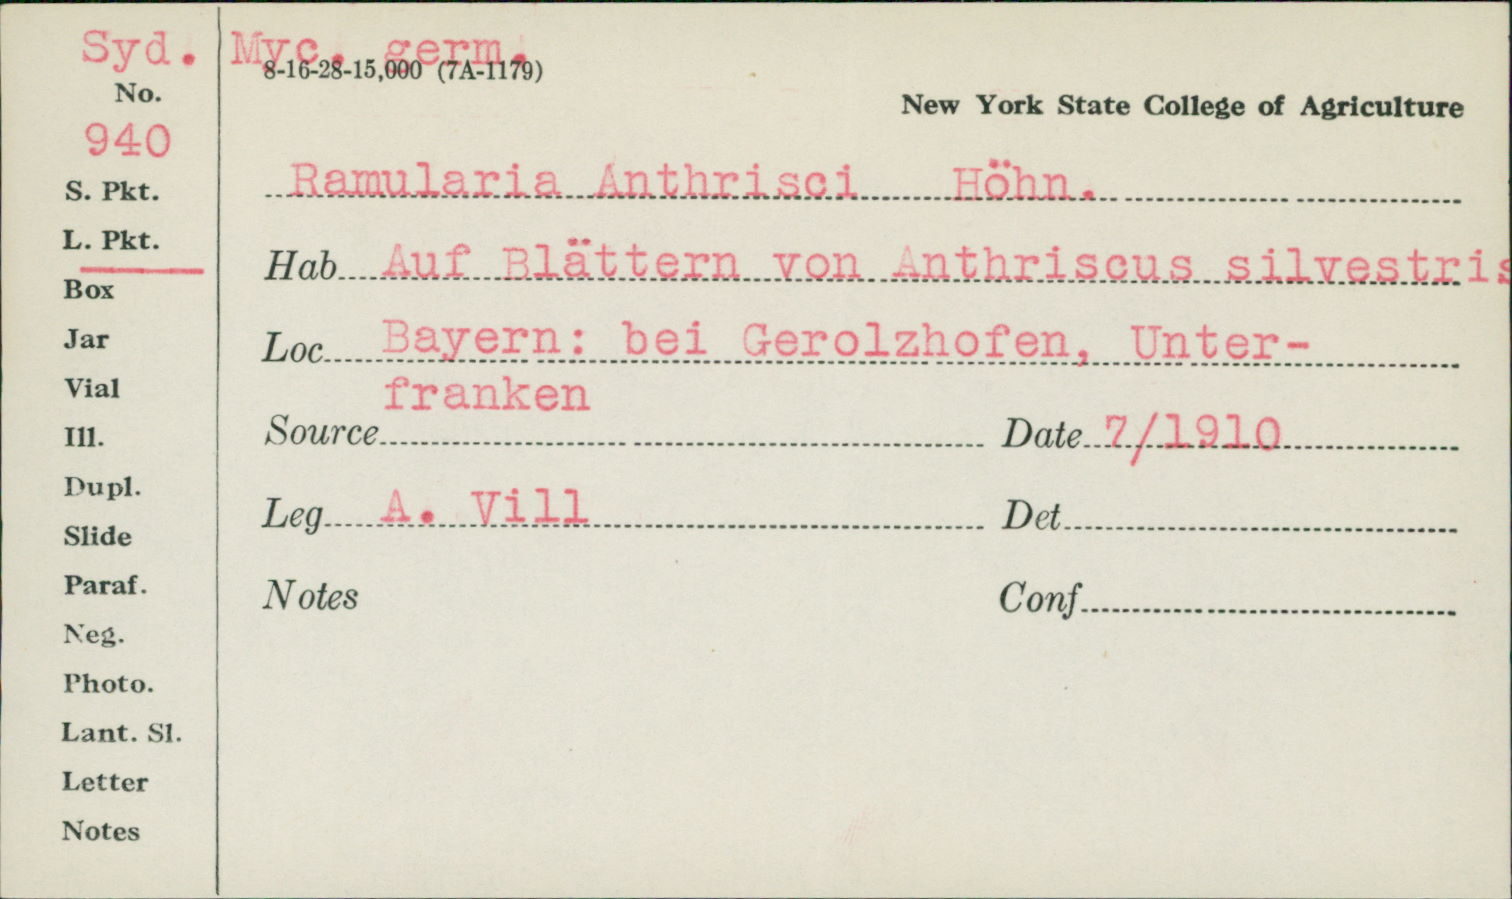 Syd. Myc. germ.
8-16-28-15,000 (7A-1179)
No.
New York State College of Agriculture
940
Ramularia Anthrisci Höhn.
S. Pkt.
L. Pkt.
Hab Auf Blättern von Anthriscus silvestris
Box
Jar
Loc Bayern: bei Gerolzhofen, Unter-
franken
Vial
Ill.
Source Date 7/1910
Dupl.
Leg A. Vill Det
Slide
Paraf.
Notes Conf
Neg.
Photo.
Lant. Sl.
Letter
Notes